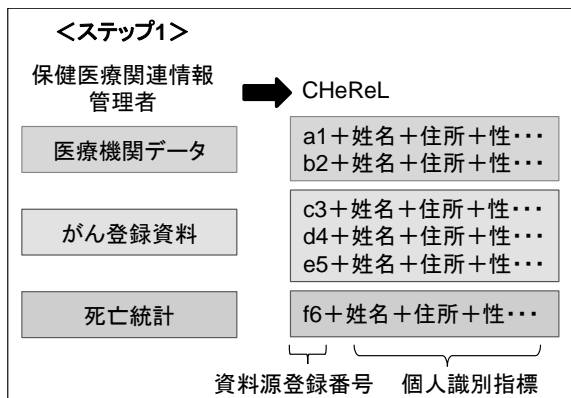 ＜ステップ1＞
保健医療関連情報
管理者
CHeReL
医療機関データ
a1＋姓名＋住所＋性・・・
b2＋姓名＋住所＋性・・・
がん登録資料
c3＋姓名＋住所＋性・・・
d4＋姓名＋住所＋性・・・
e5＋姓名＋住所＋性・・・
死亡統計
f6＋姓名＋住所＋性・・・
資料源登録番号 個人識別指標